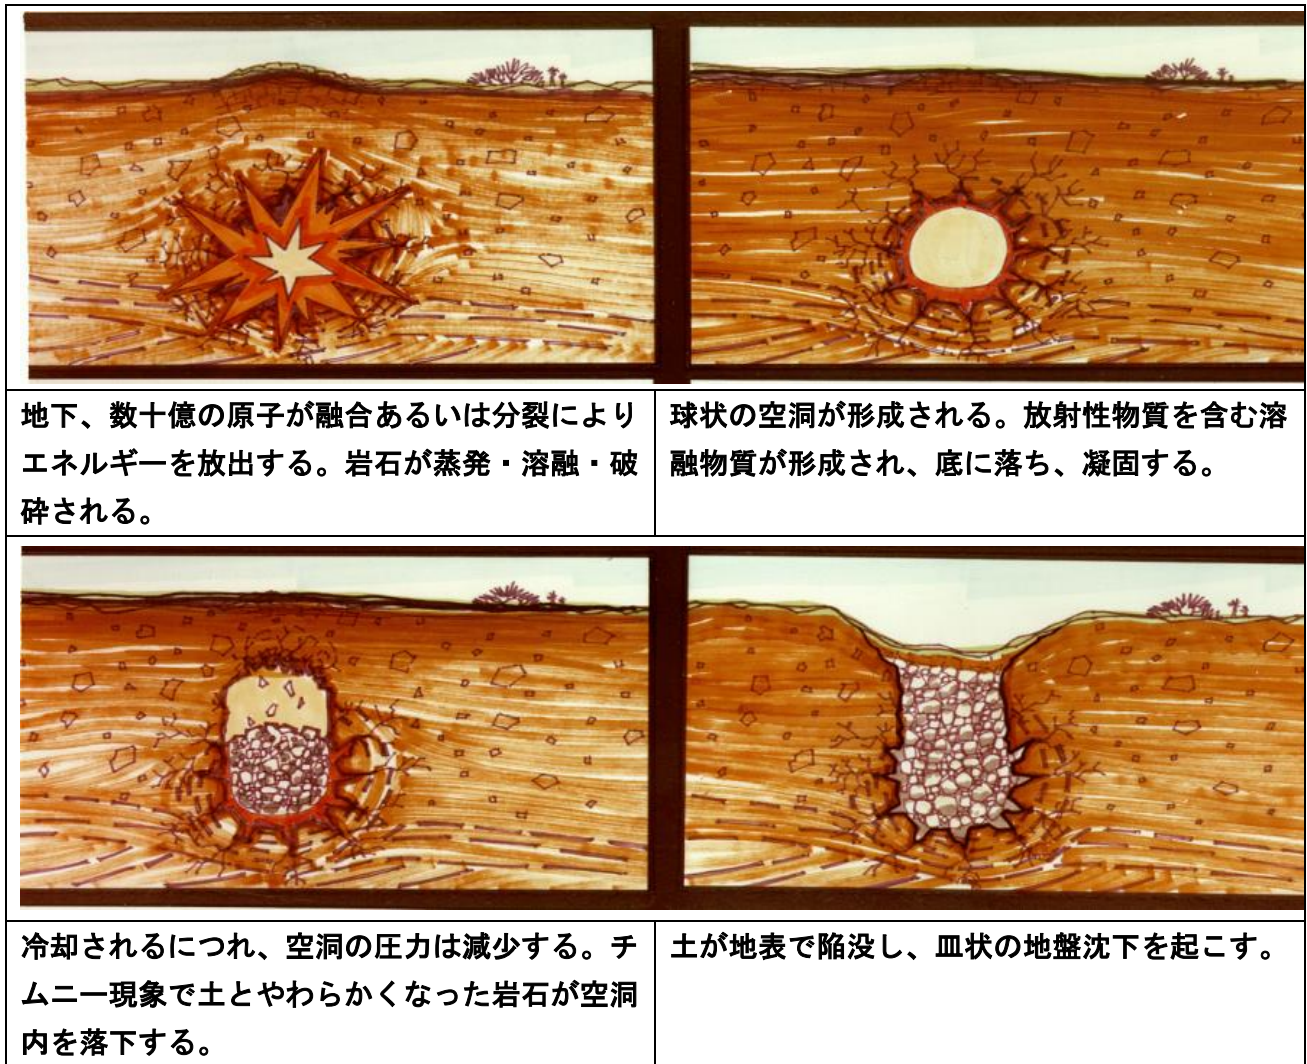 地下、数十億の原子が融合あるいは分裂により
エネルギーを放出する。岩石が蒸発・溶融・破
砕される。
球状の空洞が形成される。放射性物質を含む溶
融物質が形成され、底に落ち、凝固する。
冷却されるにつれ、空洞の圧力は減少する。チ
ムニー現象で土とやわらかくなった岩石が空洞
内を落下する。
土が地表で陥没し、皿状の地盤沈下を起こす。